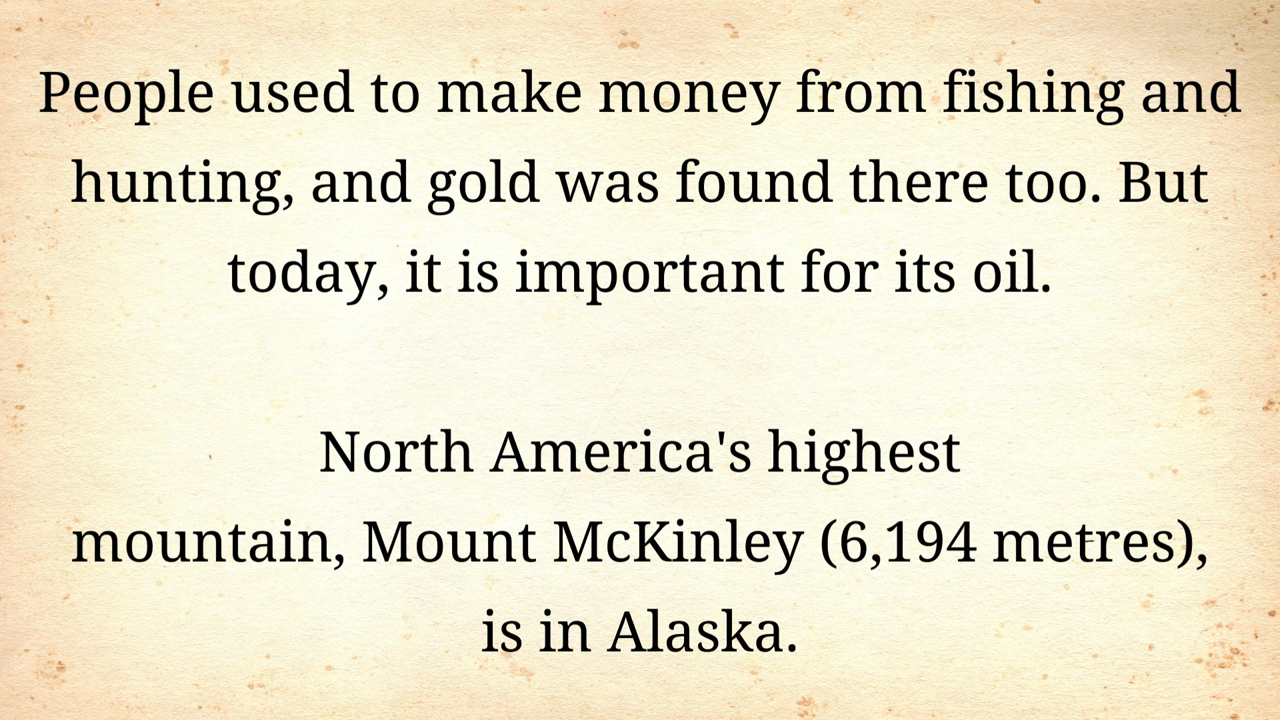 People used to make money from fishing and
hunting, and gold was found there too. But
today, it is important for its oil.
North America's highest
mountain, Mount McKinley (6,194 metres),
is in Alaska.